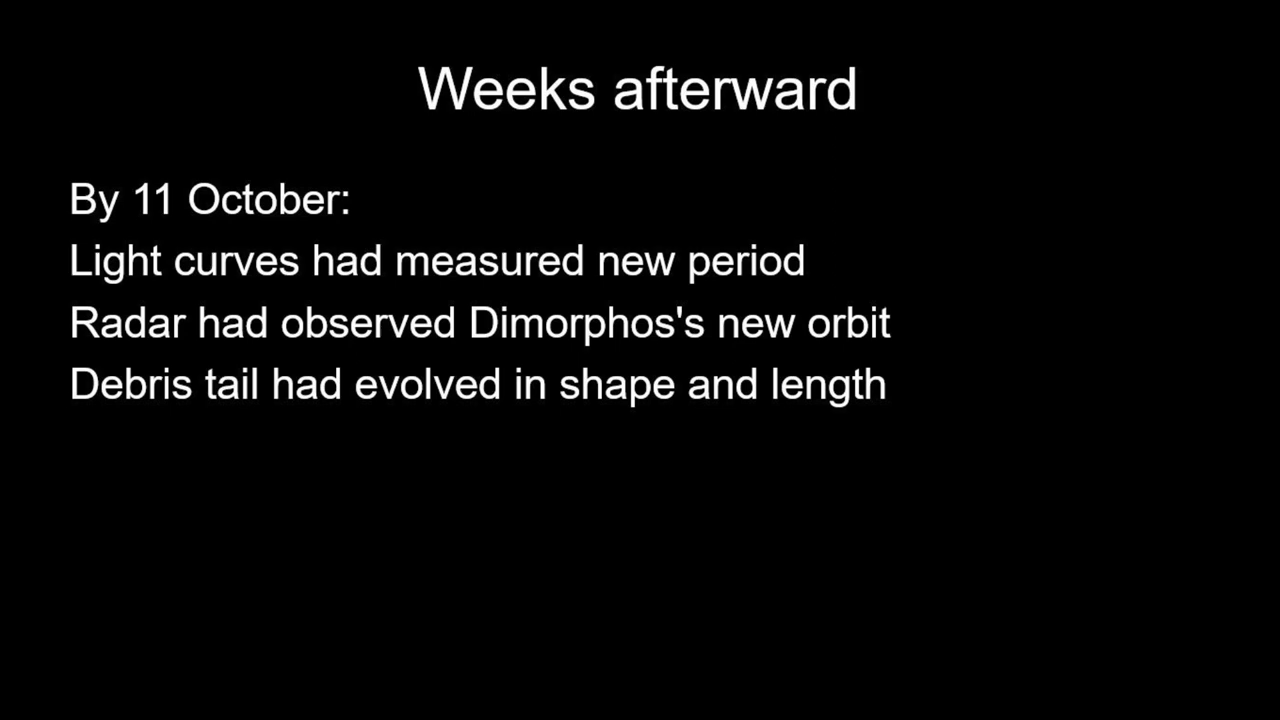 Weeks afterward
By 11 October:
Light curves had measured new period
Radar had observed Dimorphos's new orbit
Debris tail had evolved in shape and length